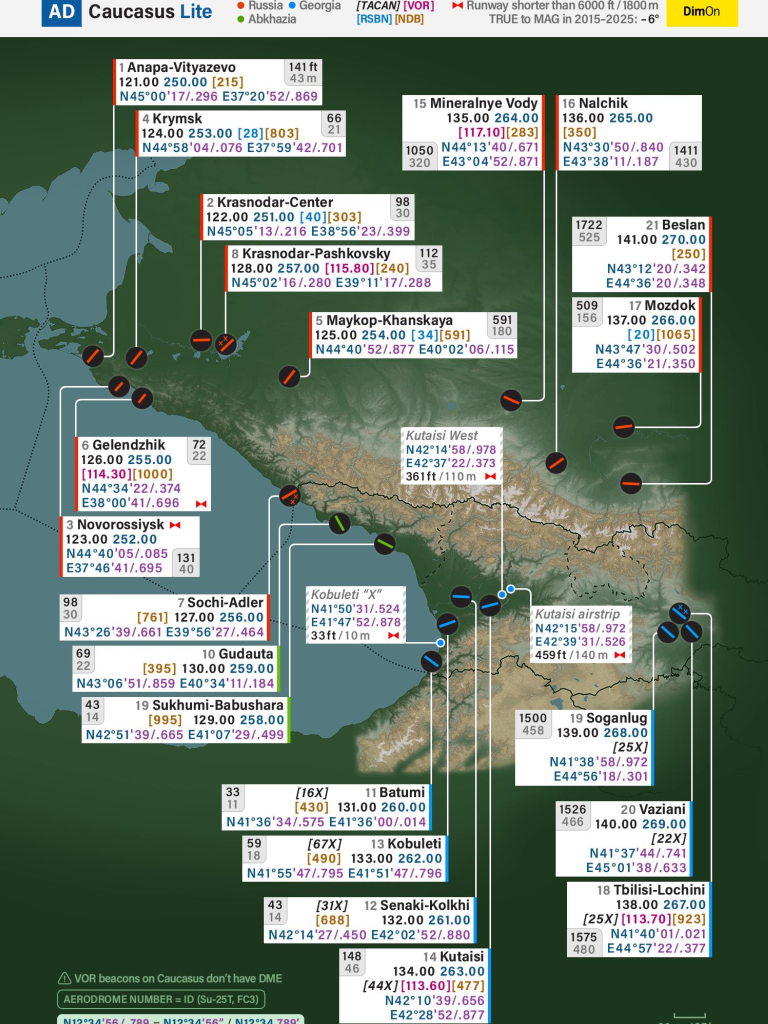 AD Caucasus Lite
Russia Georgia
Abkhazia
[TACAN] [VOR]
[RSBN] [NDB]
Runway shorter than 6000 ft / 1800 m
TRUE to MAG in 2015–2025: −6°
DimOn
1 Anapa-Vityazevo
121.00 250.00 [215]
N45°00'17/.296 E37°20'52/.869
141 ft
43 m
4 Krymsk
124.00 253.00 [28][803]
N44°58'04/.076 E37°59'42/.701
66
21
15 Mineralnye Vody
135.00 264.00
[117.10][283]
N44°13'40/.671
E43°04'52/.871
1050
320
16 Nalchik
136.00 265.00
[350]
N43°30'50/.840
E43°38'11/.187
1411
430
2 Krasnodar-Center
122.00 251.00 [40][303]
N45°05'13/.216 E38°56'23/.399
98
30
8 Krasnodar-Pashkovsky
128.00 257.00 [115.80][240]
N45°02'16/.280 E39°11'17/.288
112
35
1722
525
21 Beslan
141.00 270.00
[250]
N43°12'20/.342
E44°36'20/.348
509
156
17 Mozdok
137.00 266.00
[20][1065]
N43°47'30/.502
E44°36'21/.350
5 Maykop-Khanskaya
125.00 254.00 [34][591]
N44°40'52/.877 E40°02'06/.115
591
180
6 Gelendzhik
126.00 255.00
[114.30][1000]
N44°34'22/.374
E38°00'41/.696
72
22
Kutaisi West
N42°14'58/.978
E42°37'22/.373
361ft / 110 m
3 Novorossiysk
123.00 252.00
N44°40'05/.085
E37°46'41/.695
131
40
98
30
7 Sochi-Adler
[761] 127.00 256.00
N43°26'39/.661 E39°56'27/.464
Kobuleti "X"
N41°50'31/.524
E41°47'52/.878
33ft / 10 m
Kutaisi airstrip
N42°15'58/.972
E42°39'31/.526
459ft / 140 m
69
22
10 Gudauta
[395] 130.00 259.00
N43°06'51/.859 E40°34'11/.184
43
14
19 Sukhumi-Babushara
[995] 129.00 258.00
N42°51'39/.665 E41°07'29/.499
1500
458
19 Soganlug
139.00 268.00
[25X]
N41°38'58/.972
E44°56'18/.301
33
11
[16X] 11 Batumi
[430] 131.00 260.00
N41°36'34/.575 E41°36'00/.014
1526
466
20 Vaziani
140.00 269.00
[22X]
N41°37'44/.741
E45°01'38/.633
59
18
[67X] 13 Kobuleti
[490] 133.00 262.00
N41°55'47/.795 E41°51'47/.796
43
14
[31X] 12 Senaki-Kolkhi
[688] 132.00 261.00
N42°14'27/.450 E42°02'52/.880
18 Tbilisi-Lochini
138.00 267.00
[25X] [113.70][923]
N41°40'01/.021
E44°57'22/.377
1575
480
148
46
14 Kutaisi
134.00 263.00
[44X][113.60][477]
N42°10'39/.656
E42°28'52/.877
VOR beacons on Caucasus don't have DME
AERODROME NUMBER = ID (Su-25T, FC3)
N12°34'56/.789 = N12°34'56" / N12°34.789'